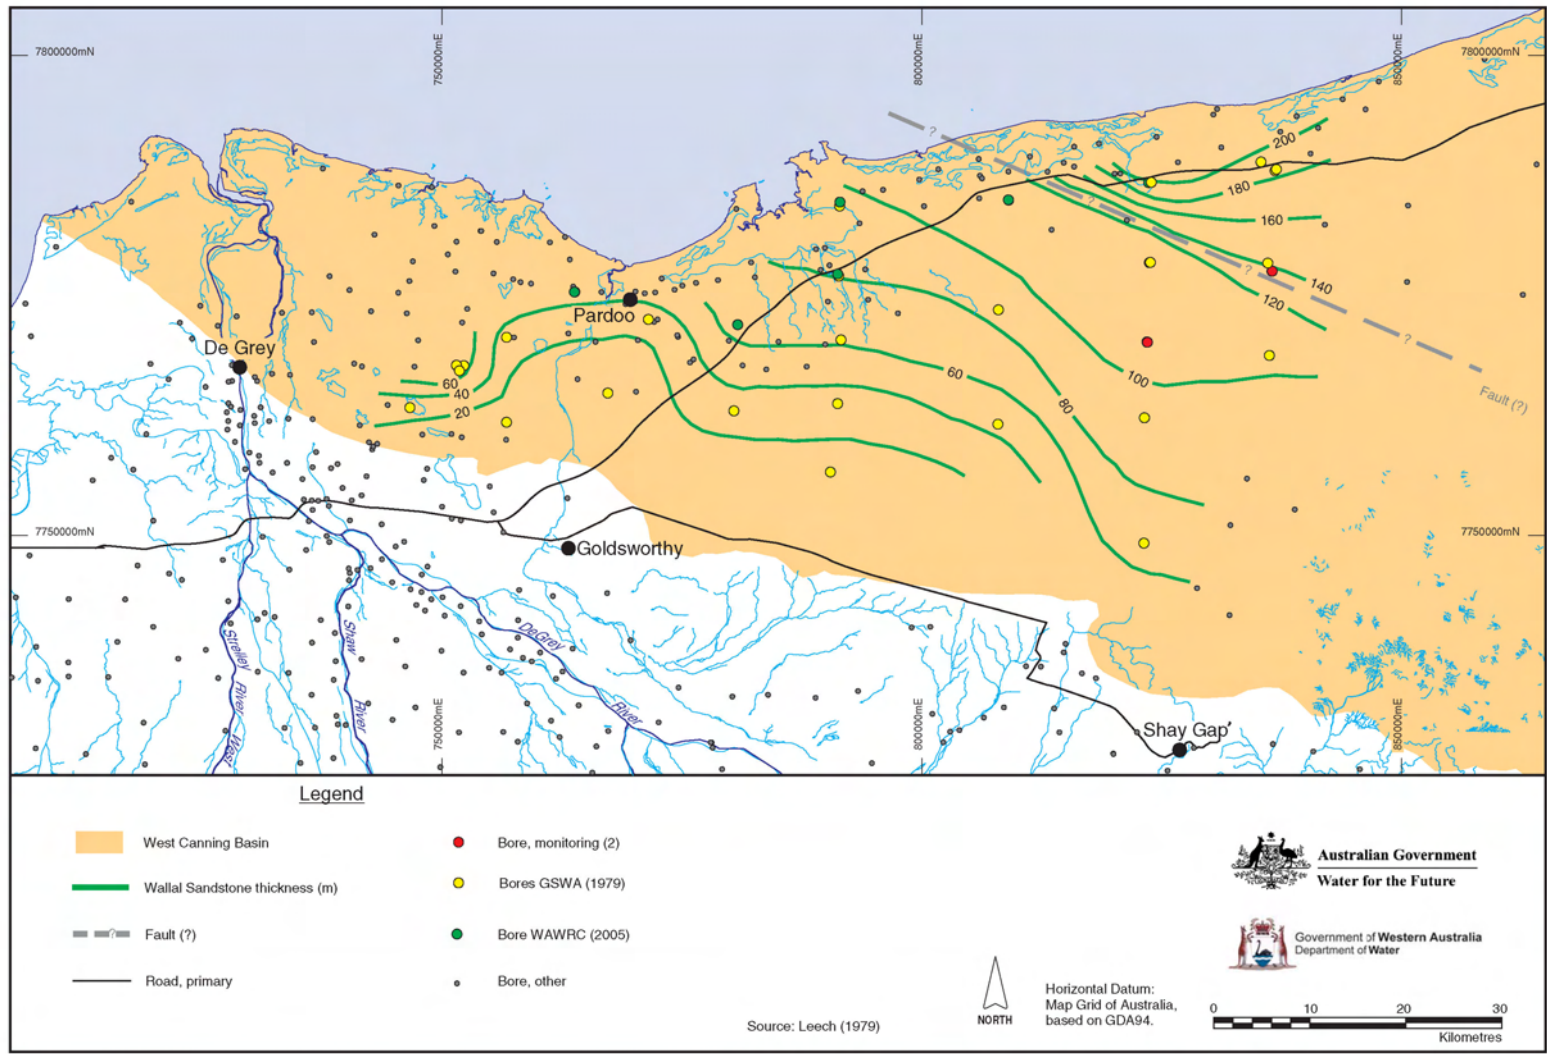 750000mE
800000mE
850000mE
7800000mN
7800000mN
?
200
180
160
?
?
140
120
?
Pardoo
De Grey
60
40
20
60
80
100
Fault (?)
7750000mN
7750000mN
Goldsworthy
DeGrey
River
Strelley
River
West
Shaw
River
750000mE
800000mE
850000mE
Shay Gap'
Legend
West Canning Basin
Wallal Sandstone thickness (m)
?
Fault (?)
Road, primary
Bore, monitoring (2)
Bores GSWA (1979)
Bore WAWRC (2005)
Bore, other
Source: Leech (1979)
NORTH
Horizontal Datum:
Map Grid of Australia,
based on GDA94.
Australian Government
Water for the Future
Government of Western Australia
Department of Water
0 10 20 30
Kilometres